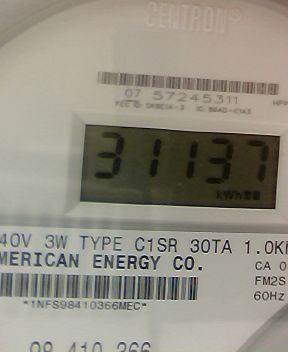 CENTRON®
07 57245311
31137
kWh
40V 3W TYPE C1SR 30TA 1.0K
MERICAN ENERGY CO.
CA 0
FM2S
60Hz
*1NFS98410366MEC*
98 410 366